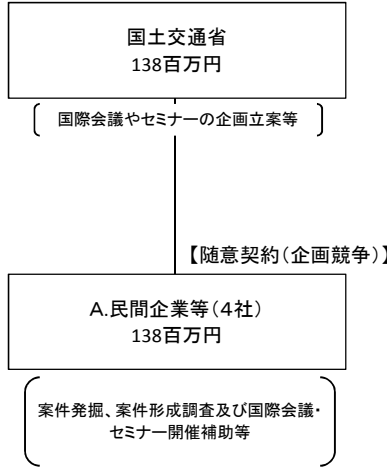 国土交通省
138百万円
国際会議やセミナーの企画立案等
【随意契約(企画競争)】
A.民間企業等(4社)
138百万円
案件発掘、案件形成調査及び国際会議・
セミナー開催補助等